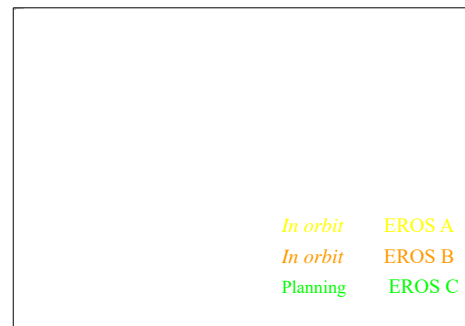 In orbit EROS A
In orbit EROS B
Planning EROS C